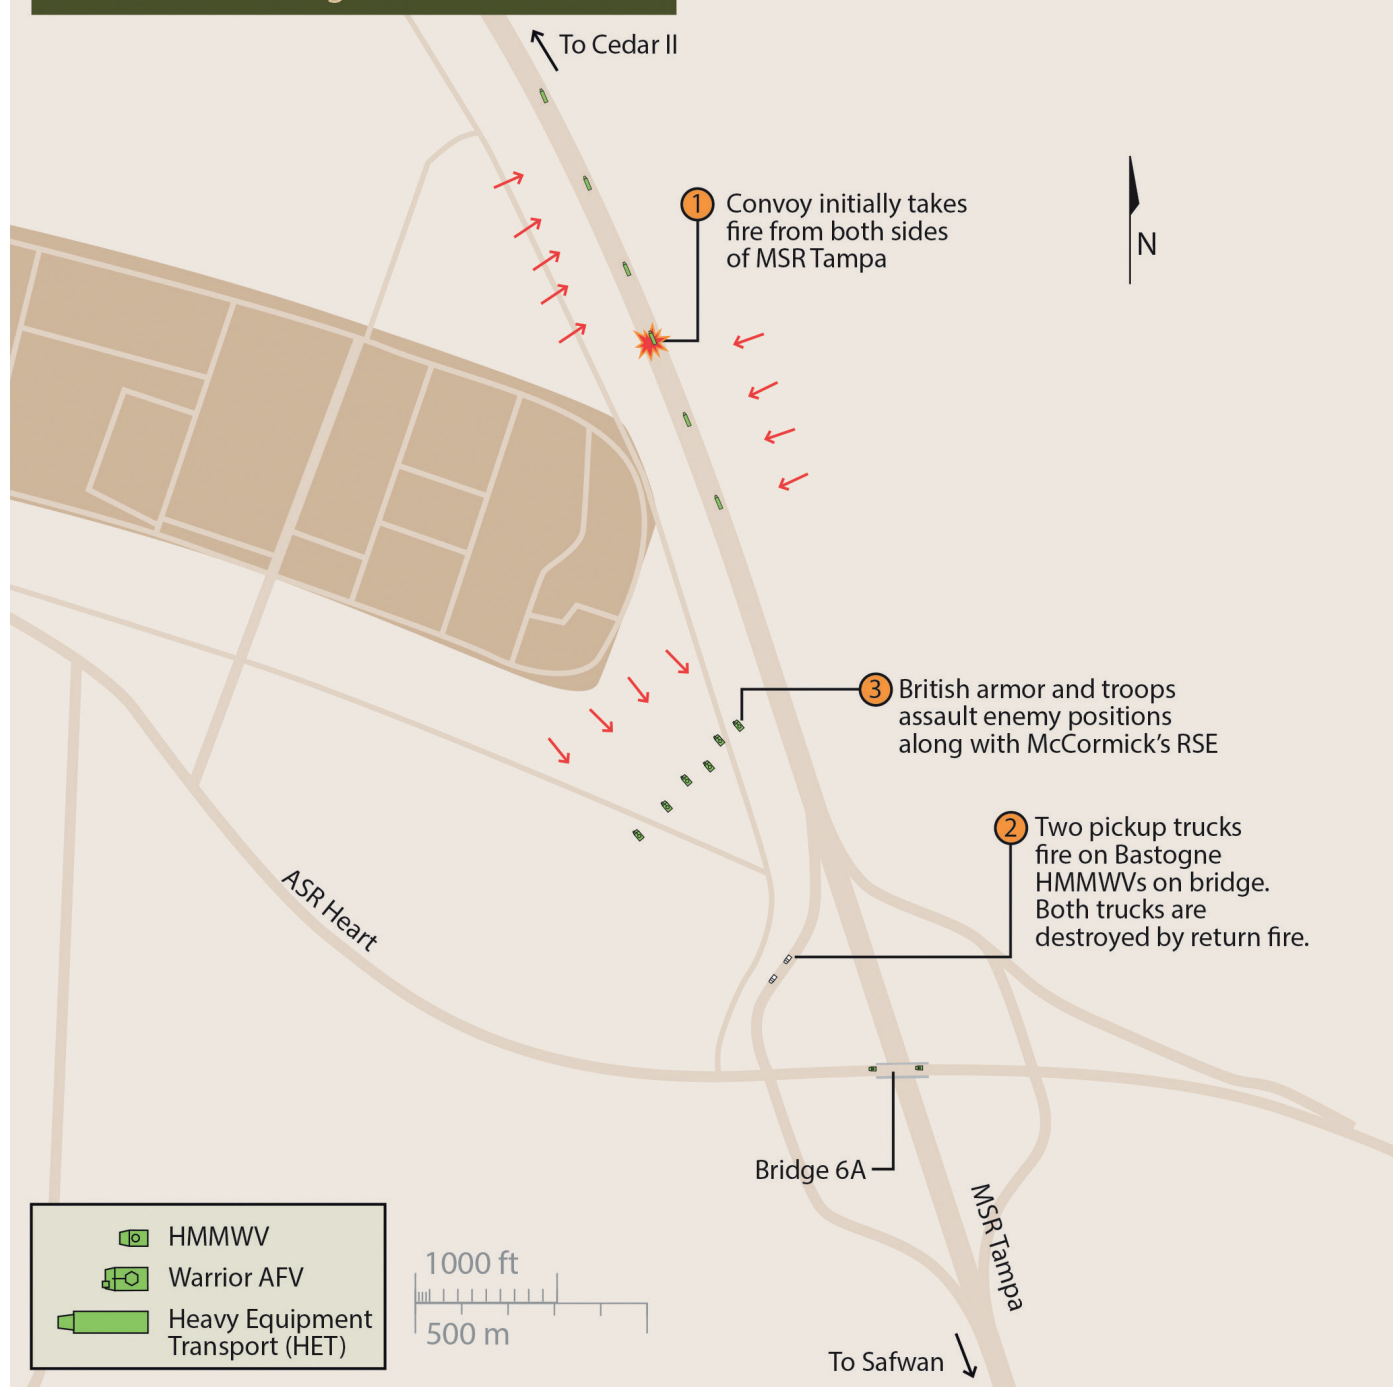 To Cedar II
1
Convoy initially takes
fire from both sides
of MSR Tampa
N
3
British armor and troops
assault enemy positions
along with McCormick's RSE
2
Two pickup trucks
fire on Bastogne
HMMWVs on bridge.
Both trucks are
destroyed by return fire.
ASR Heart
Bridge 6A
MSR Tampa
HMMWV
Warrior AFV
Heavy Equipment
Transport (HET)
1000 ft
500 m
To Safwan